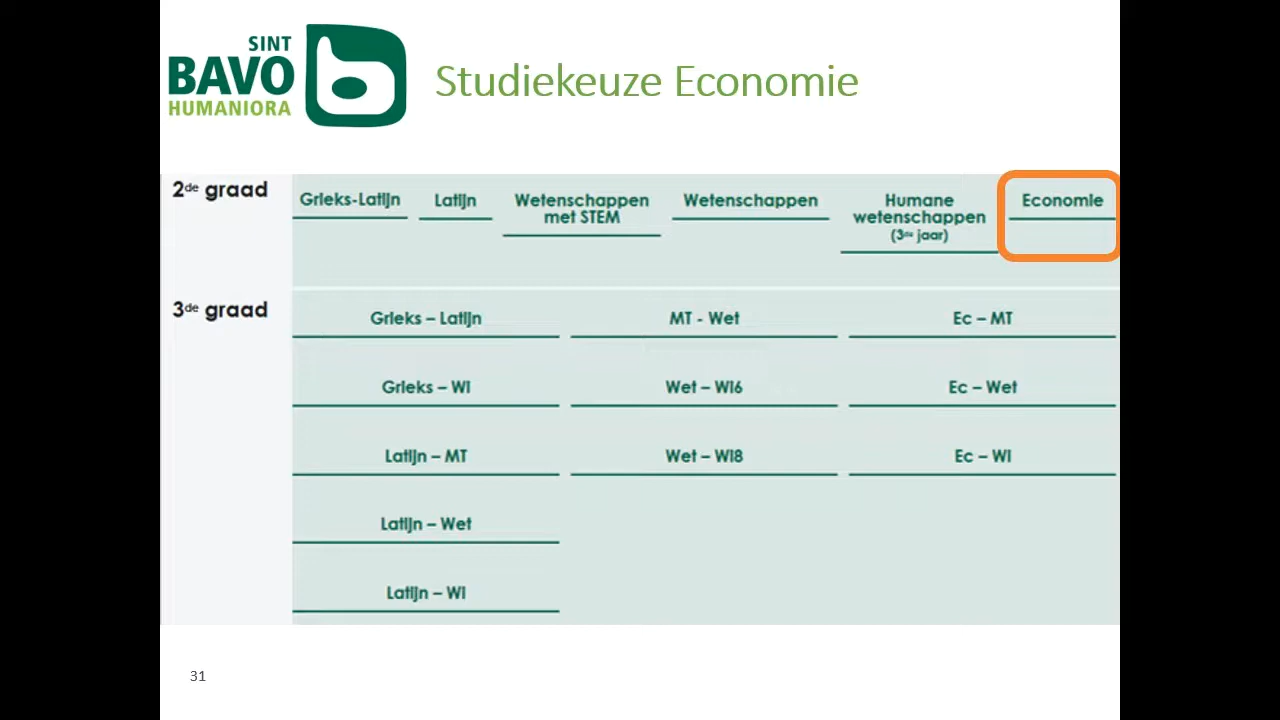 SINT
BAVO
HUMANIORA
Studiekeuze Economie
2de graad
Grieks-Latijn
Latijn
Wetenschappen
met STEM
Wetenschappen
Humane
wetenschappen
(3de jaar)
Economie
3de graad
Grieks – Latijn
MT - Wet
Ec – MT
Grieks – WI
Wet – WI6
Ec – Wet
Latijn – MT
Wet – WI8
Ec – WI
Latijn – Wet
Latijn – WI
31